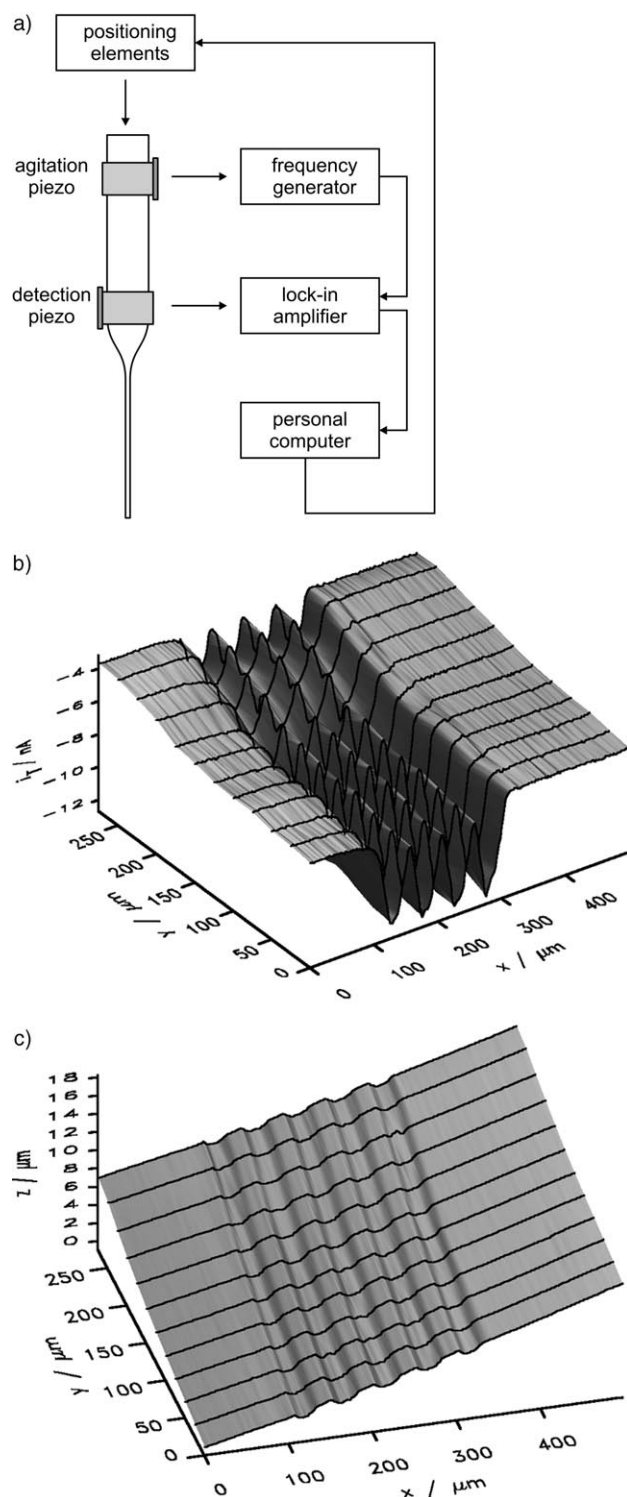 a)
positioning
elements
agitation
piezo
frequency
generator
detection
piezo
lock-in
amplifier
personal
computer
b)
-4
-6
-8
-10
-12
i_T / nA
250
200
150
100
50
0
Y / μm
0
100
200
300
400
x / μm
c)
18
16
14
12
10
8
6
4
2
0
z / μm
250
200
150
100
50
0
y / μm
0
100
200
300
400
x / μm